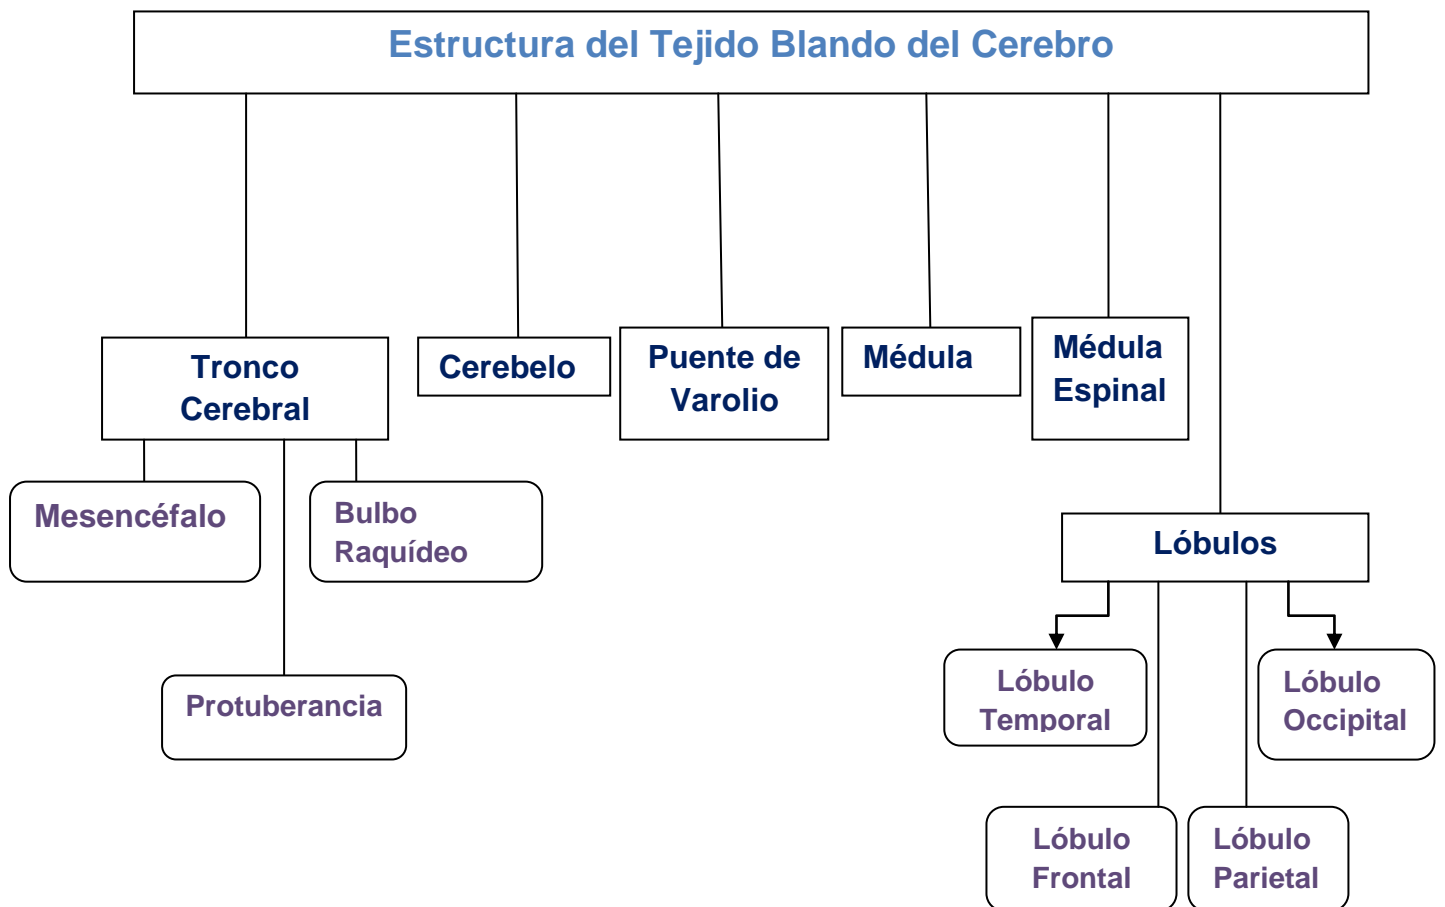 Estructura del Tejido Blando del Cerebro
Tronco
Cerebral
Cerebelo
Puente de
Varolio
Médula
Médula
Espinal
Mesencéfalo
Bulbo
Raquídeo
Protuberancia
Lóbulos
Lóbulo
Temporal
Lóbulo
Occipital
Lóbulo
Frontal
Lóbulo
Parietal